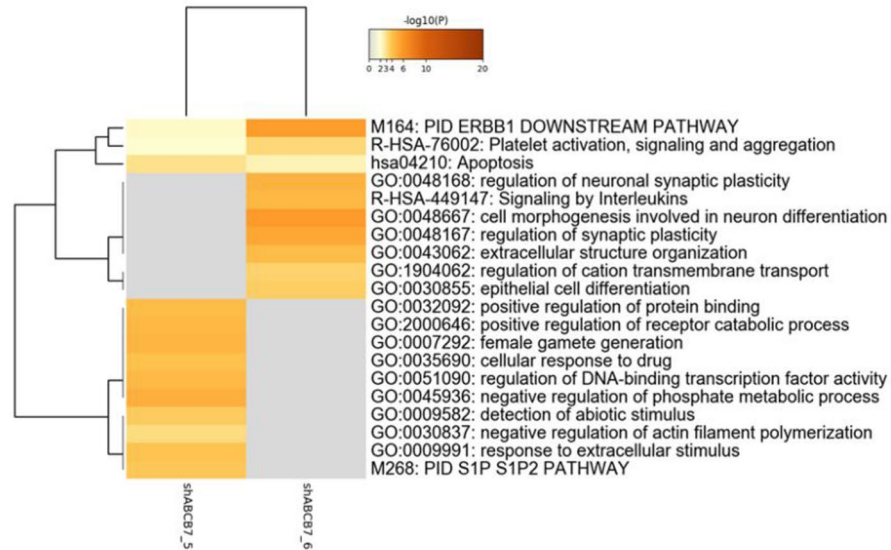 -log10(P)
0 2 3 4 6 10 20
M164: PID ERBB1 DOWNSTREAM PATHWAY
R-HSA-76002: Platelet activation, signaling and aggregation
hsa04210: Apoptosis
GO:0048168: regulation of neuronal synaptic plasticity
R-HSA-449147: Signaling by Interleukins
GO:0048667: cell morphogenesis involved in neuron differentiation
GO:0048167: regulation of synaptic plasticity
GO:0043062: extracellular structure organization
GO:1904062: regulation of cation transmembrane transport
GO:0030855: epithelial cell differentiation
GO:0032092: positive regulation of protein binding
GO:2000646: positive regulation of receptor catabolic process
GO:0007292: female gamete generation
GO:0035690: cellular response to drug
GO:0051090: regulation of DNA-binding transcription factor activity
GO:0045936: negative regulation of phosphate metabolic process
GO:0009582: detection of abiotic stimulus
GO:0030837: negative regulation of actin filament polymerization
GO:0009991: response to extracellular stimulus
M268: PID S1P S1P2 PATHWAY
shABCB7_5
shABCB7_6